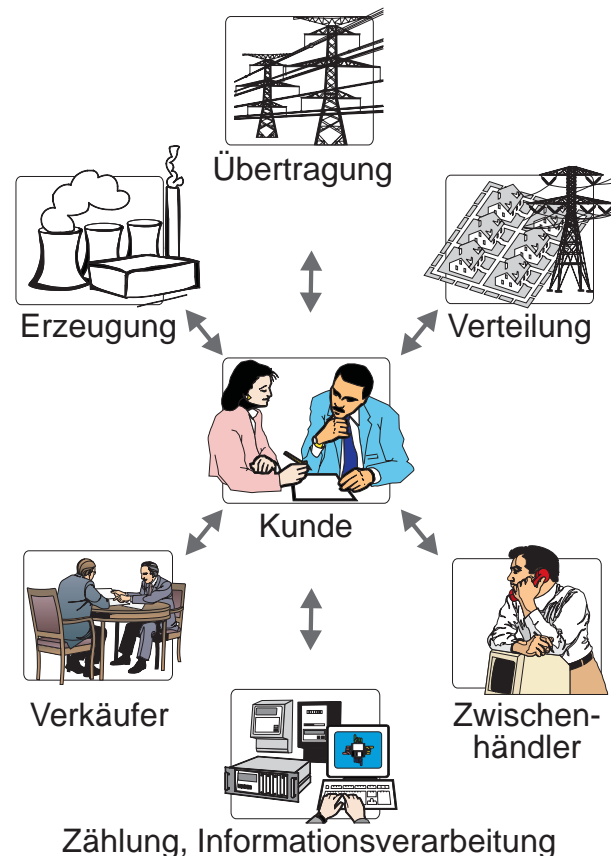 Übertragung
Erzeugung
Verteilung
Kunde
Verkäufer
Zwischen-
händler
Zählung, Informationsverarbeitung